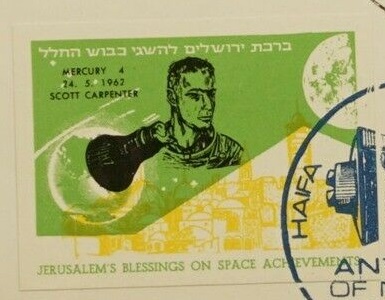 ברכת ירושלים להשגי כבוש החלל
MERCURY 4
24. 5. 1962
SCOTT CARPENTER
HAIFA
JERUSALEM'S BLESSINGS ON SPACE ACHIEVEMENTS
OF